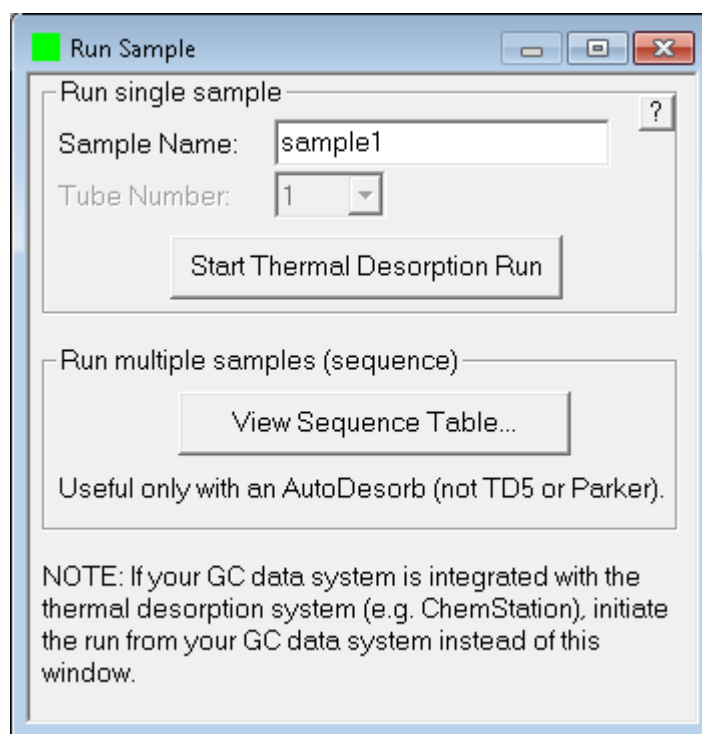 Run Sample
Run single sample
?
Sample Name: sample1
Tube Number: 1
Start Thermal Desorption Run
Run multiple samples (sequence)
View Sequence Table...
Useful only with an AutoDesorb (not TD5 or Parker).
NOTE: If your GC data system is integrated with the
thermal desorption system (e.g. ChemStation), initiate
the run from your GC data system instead of this
window.